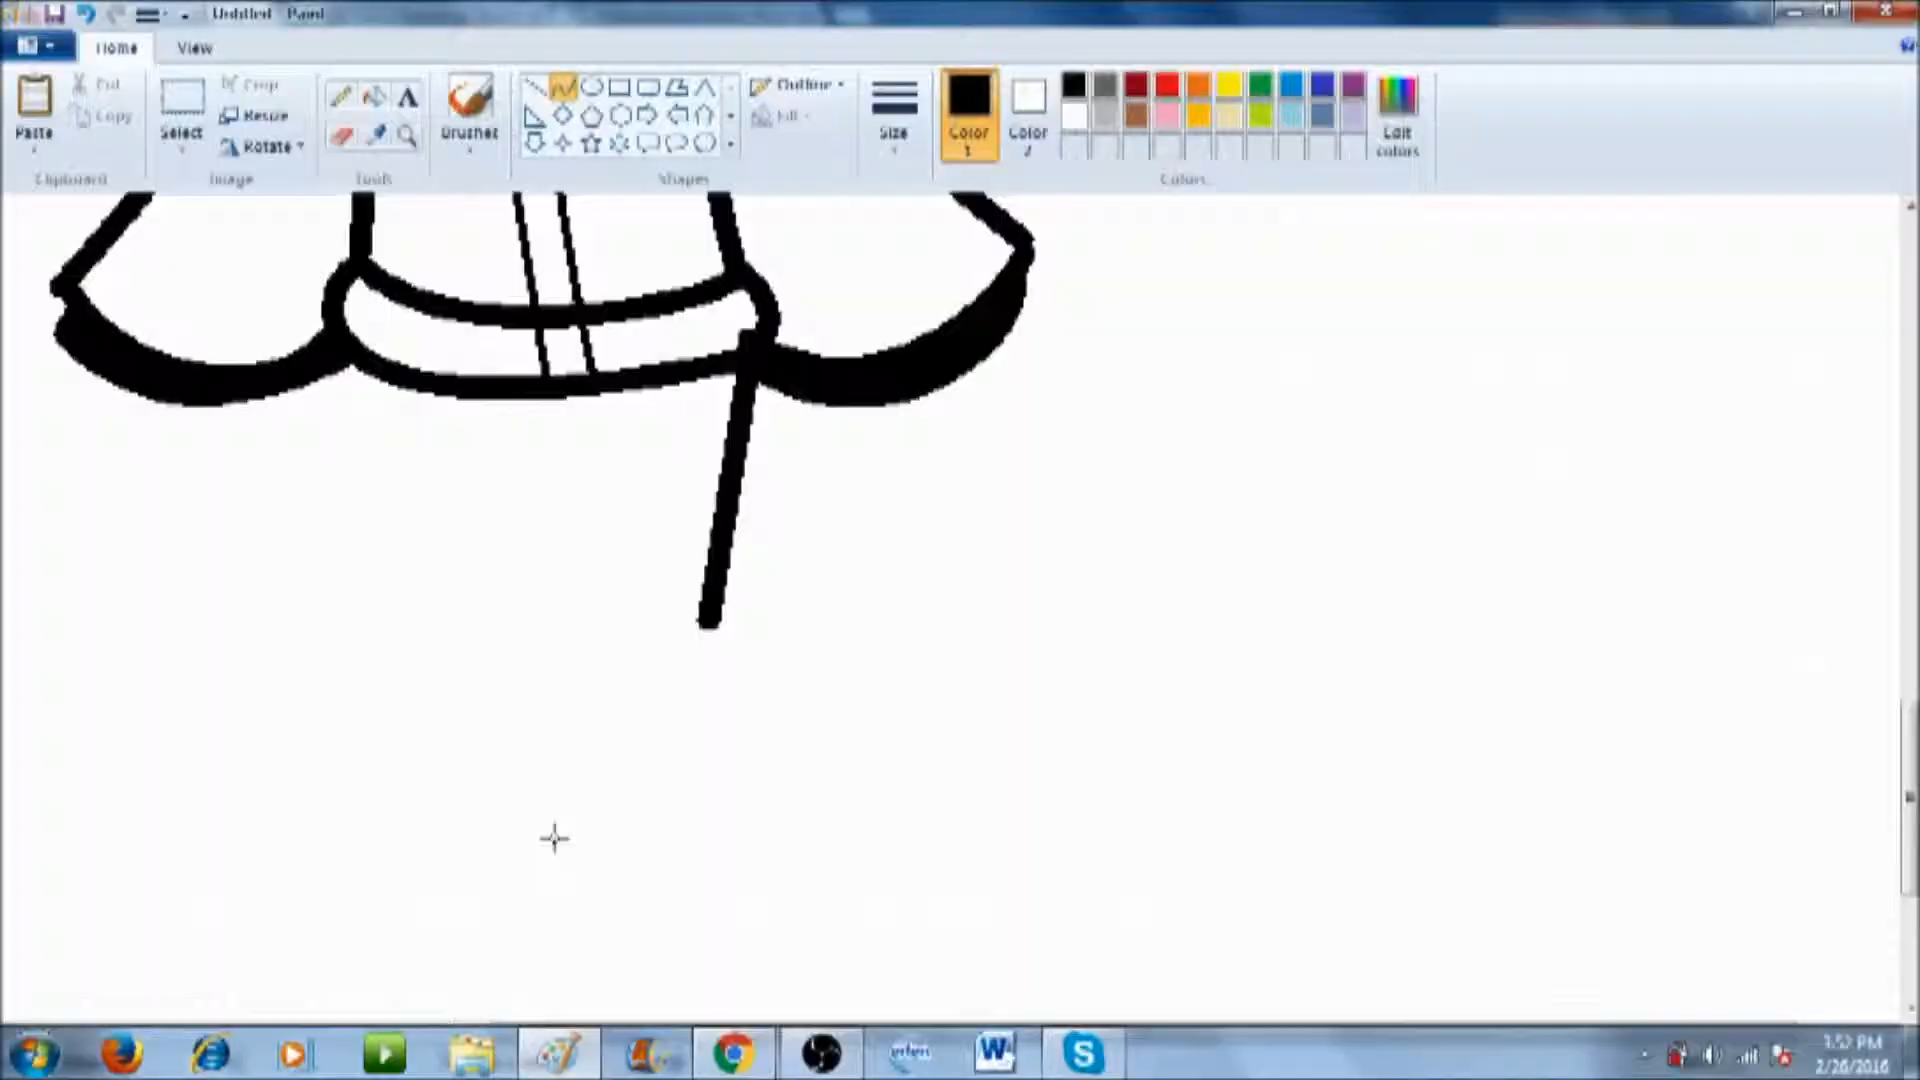 Untitled - Paint
Home View
Paste
Cut
Copy
Clipboard
Select
Crop
Resize
Rotate
Image
A
Tools
Brushes
Shapes
Outline
Fill
Size
Color 1
Color 2
Edit colors
Colors
W
S
3:52 PM
2/26/2016